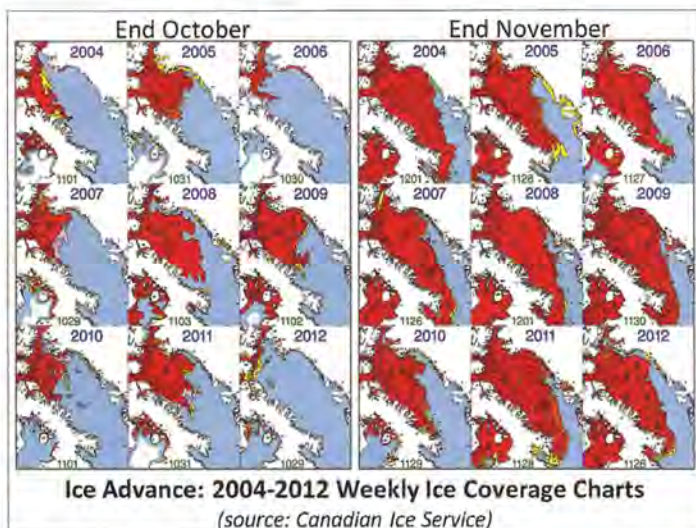 End October End November
2004 2005 2006 2004 2005 2006
1101 1031 1030 1201 1128 1127
2007 2008 2009 2007 2008 2009
1029 1103 1102 1126 1201 1130
2010 2011 2012 2010 2011 2012
1101 1031 1029 1129 1128 1126
Ice Advance: 2004-2012 Weekly Ice Coverage Charts
(source: Canadian Ice Service)